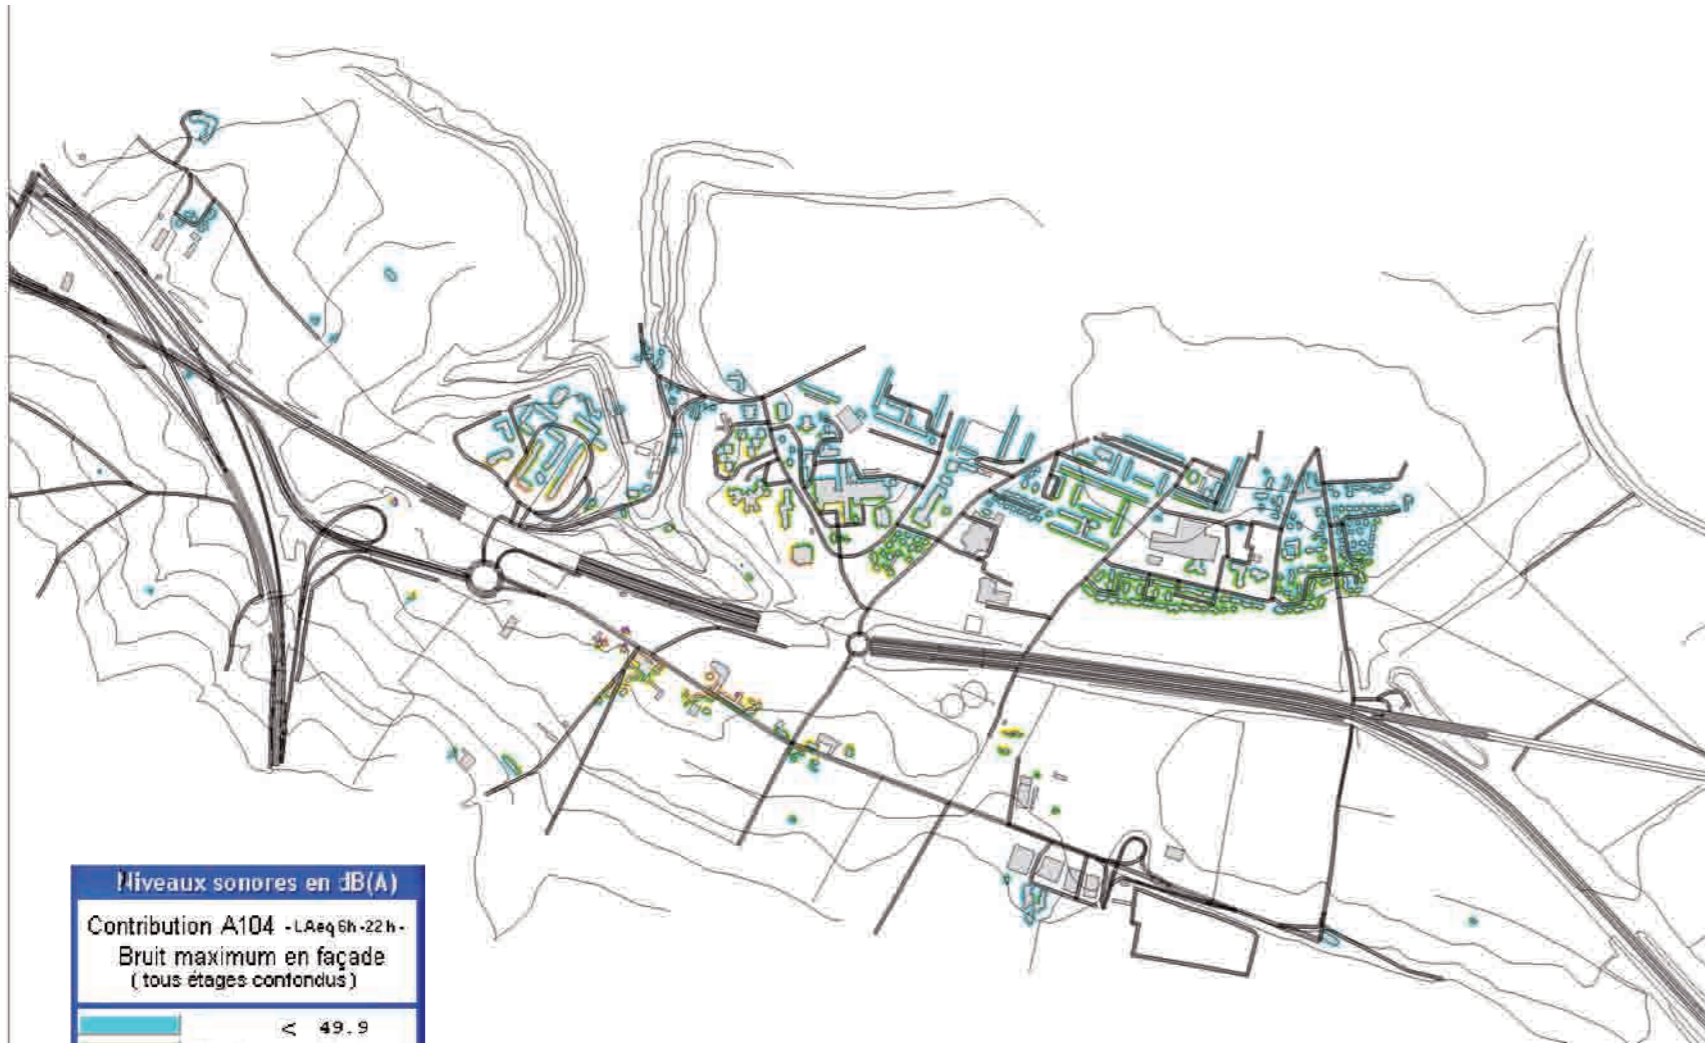 Niveaux sonores en dB(A)
Contribution A104 - LAeq 6h-22h -
Bruit maximum en façade
( tous étages confondus )
< 49.9